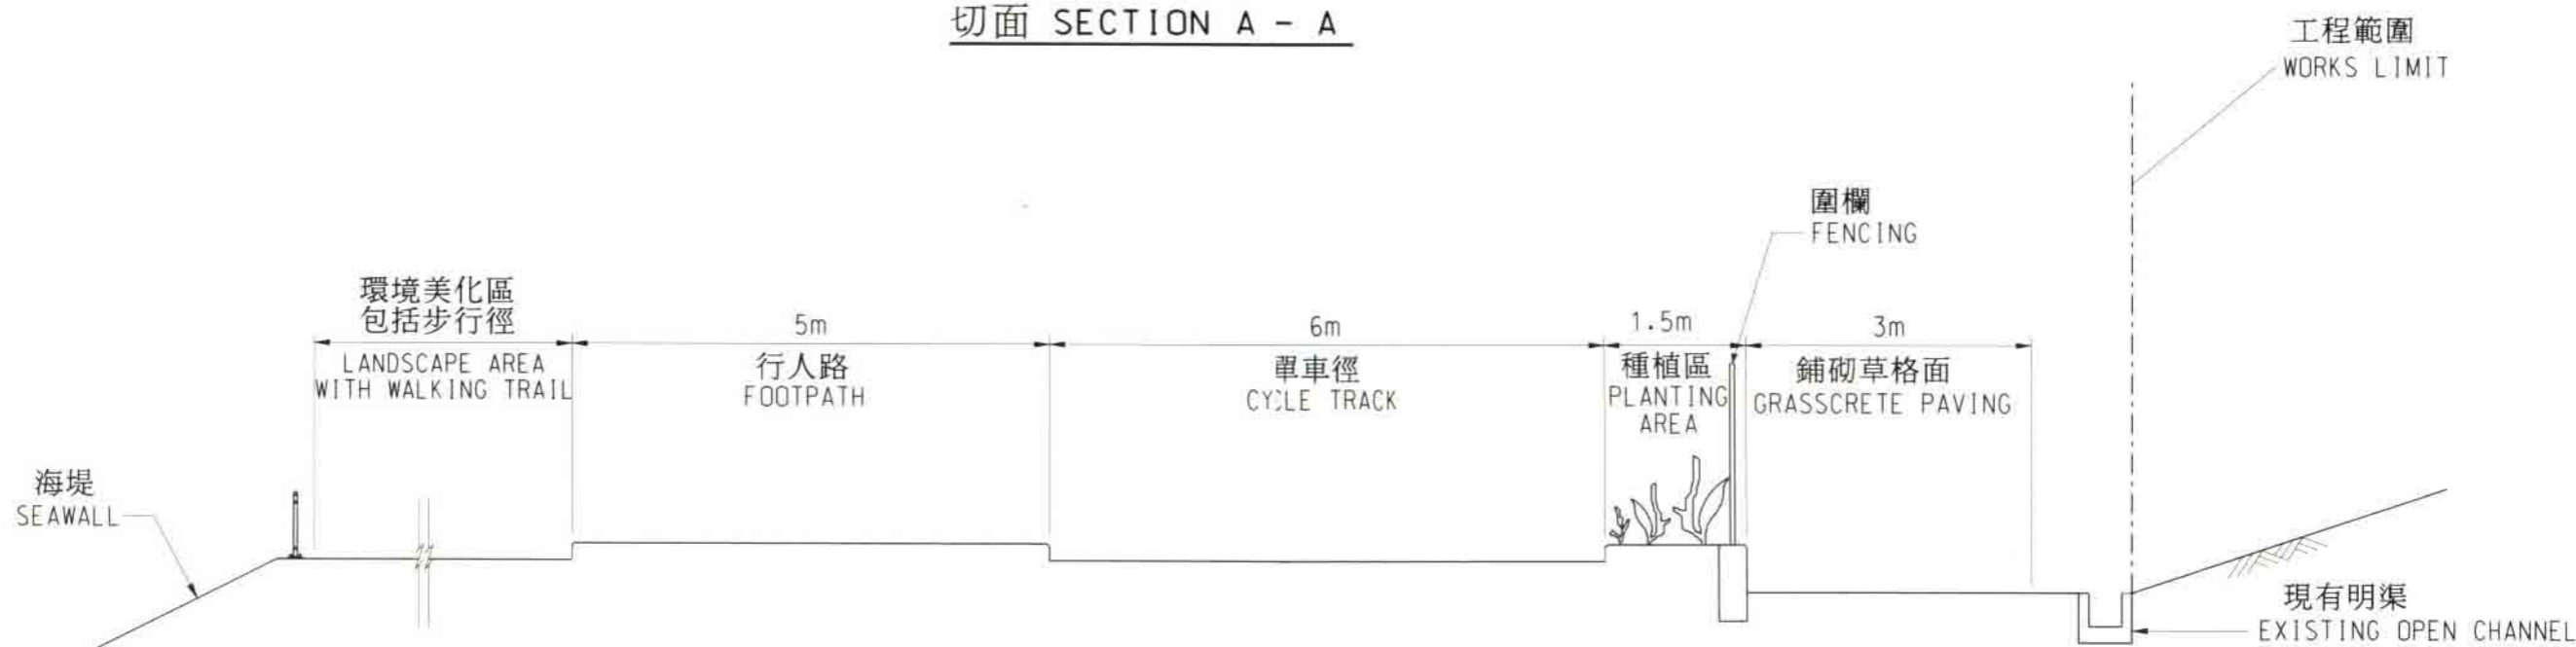 切面 SECTION A - A
工程範圍
WORKS LIMIT
圍欄
FENCING
環境美化區
包括步行徑
LANDSCAPE AREA
WITH WALKING TRAIL
5m
行人路
FOOTPATH
6m
單車徑
CYCLE TRACK
1.5m
種植區
PLANTING
AREA
3m
鋪砌草格面
GRASSCRETE PAVING
海堤
SEAWALL
現有明渠
EXISTING OPEN CHANNEL